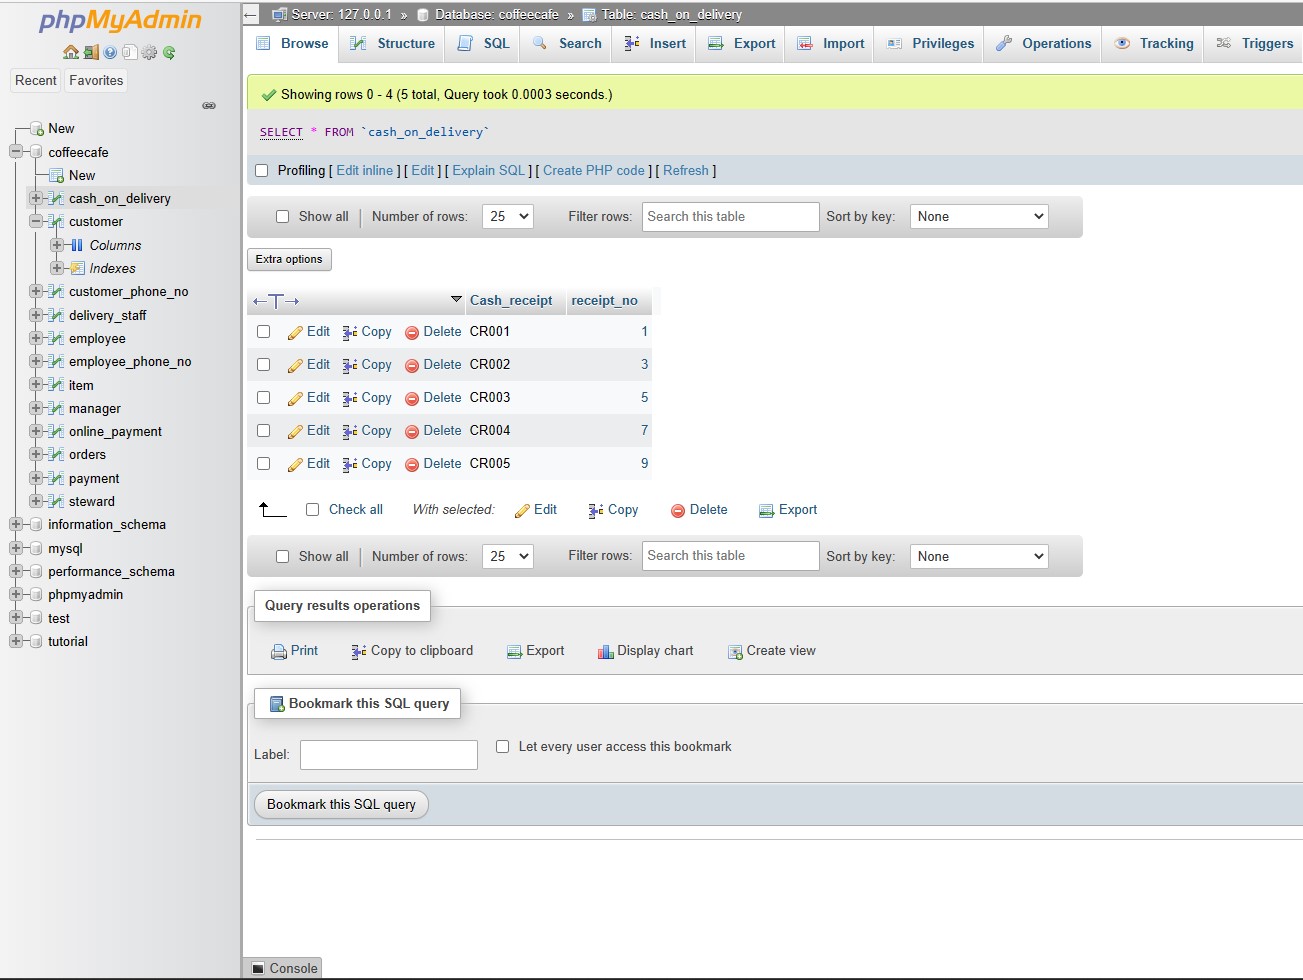 phpMyAdmin
Recent Favorites
New
coffeecafe
New
cash_on_delivery
customer
Columns
Indexes
customer_phone_no
delivery_staff
employee
employee_phone_no
item
manager
online_payment
orders
payment
steward
information_schema
mysql
performance_schema
phpmyadmin
test
tutorial
Server: 127.0.0.1 » Database: coffeecafe » Table: cash_on_delivery
Browse Structure SQL Search Insert Export Import Privileges Operations Tracking Triggers
Showing rows 0 - 4 (5 total, Query took 0.0003 seconds.)
SELECT * FROM `cash_on_delivery`
Profiling [ Edit inline ] [ Edit ] [ Explain SQL ] [ Create PHP code ] [ Refresh ]
Show all | Number of rows: 25 Filter rows: Search this table Sort by key: None
Extra options
←T→ Cash_receipt receipt_no
Edit Copy Delete CR001 1
Edit Copy Delete CR002 3
Edit Copy Delete CR003 5
Edit Copy Delete CR004 7
Edit Copy Delete CR005 9
Check all With selected: Edit Copy Delete Export
Show all | Number of rows: 25 Filter rows: Search this table Sort by key: None
Query results operations
Print Copy to clipboard Export Display chart Create view
Bookmark this SQL query
Label: Let every user access this bookmark
Bookmark this SQL query
Console